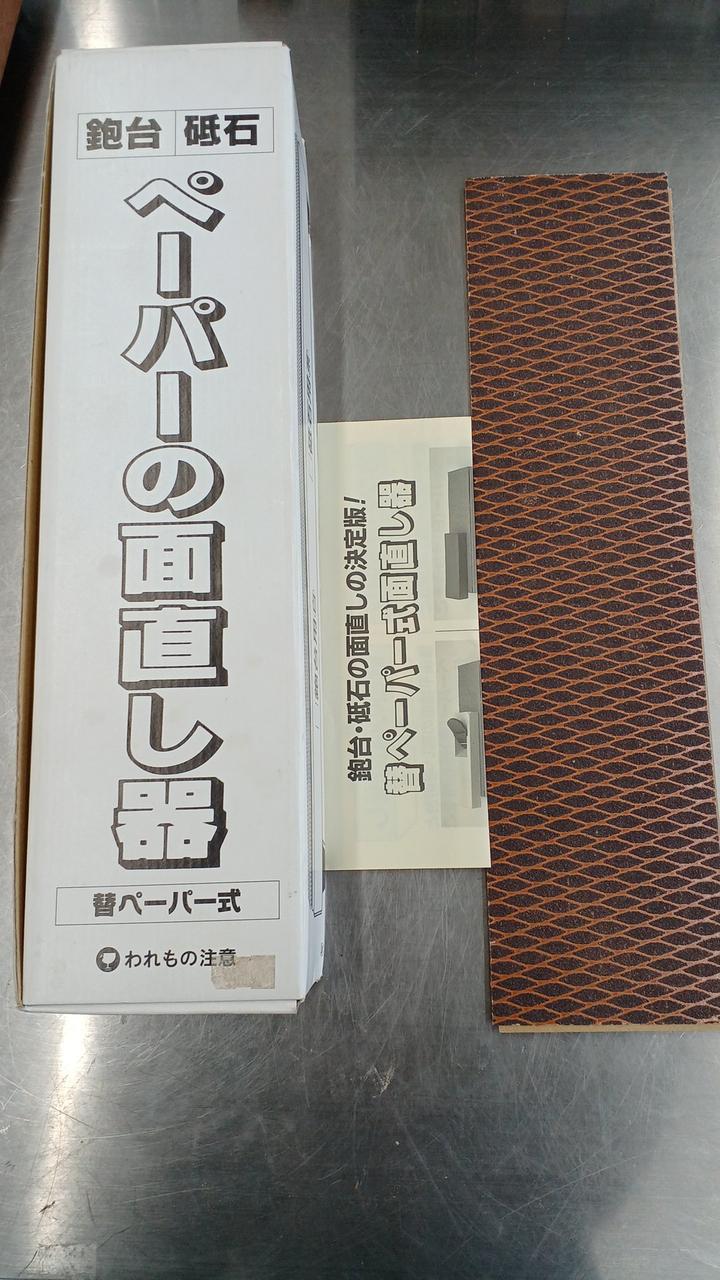 鉋台 砥石
ペーパーの面直し器
替ペーパー式
われもの注意
鉋台・砥石の面直しの決定版!
替ペーパー式面直し器